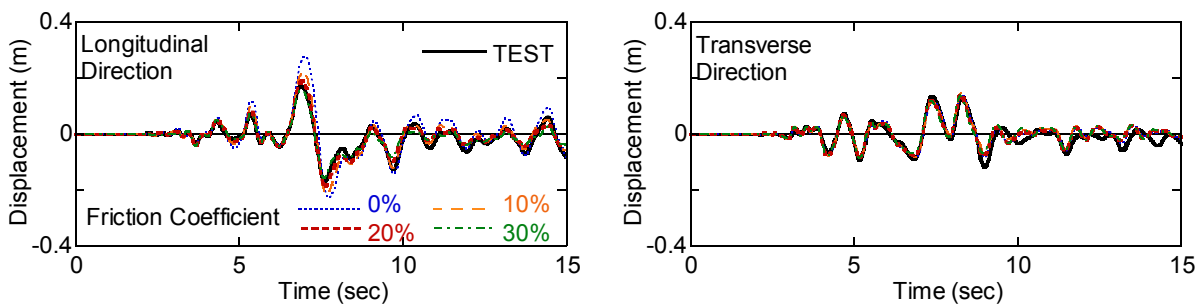 0.4
Longitudinal
Direction
TEST
Displacement (m)
0
Friction Coefficient
0%
10%
20%
30%
-0.4
0
5
10
15
Time (sec)
0.4
Transverse
Direction
Displacement (m)
0
-0.4
0
5
10
15
Time (sec)